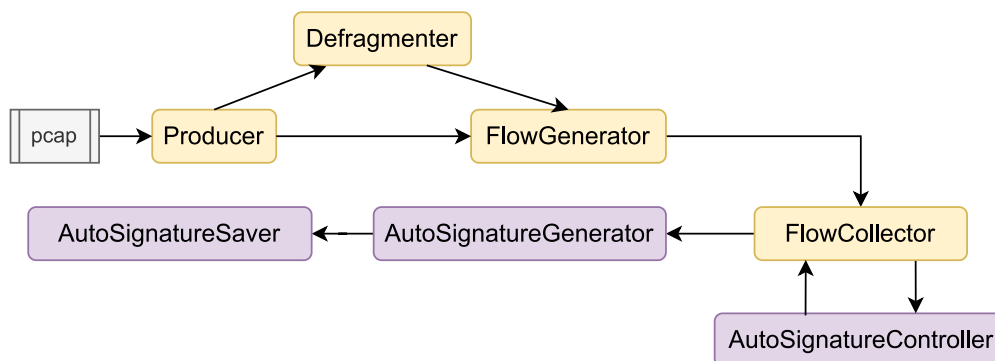 Defragmenter
pcap
Producer
FlowGenerator
AutoSignatureSaver
AutoSignatureGenerator
FlowCollector
AutoSignatureController